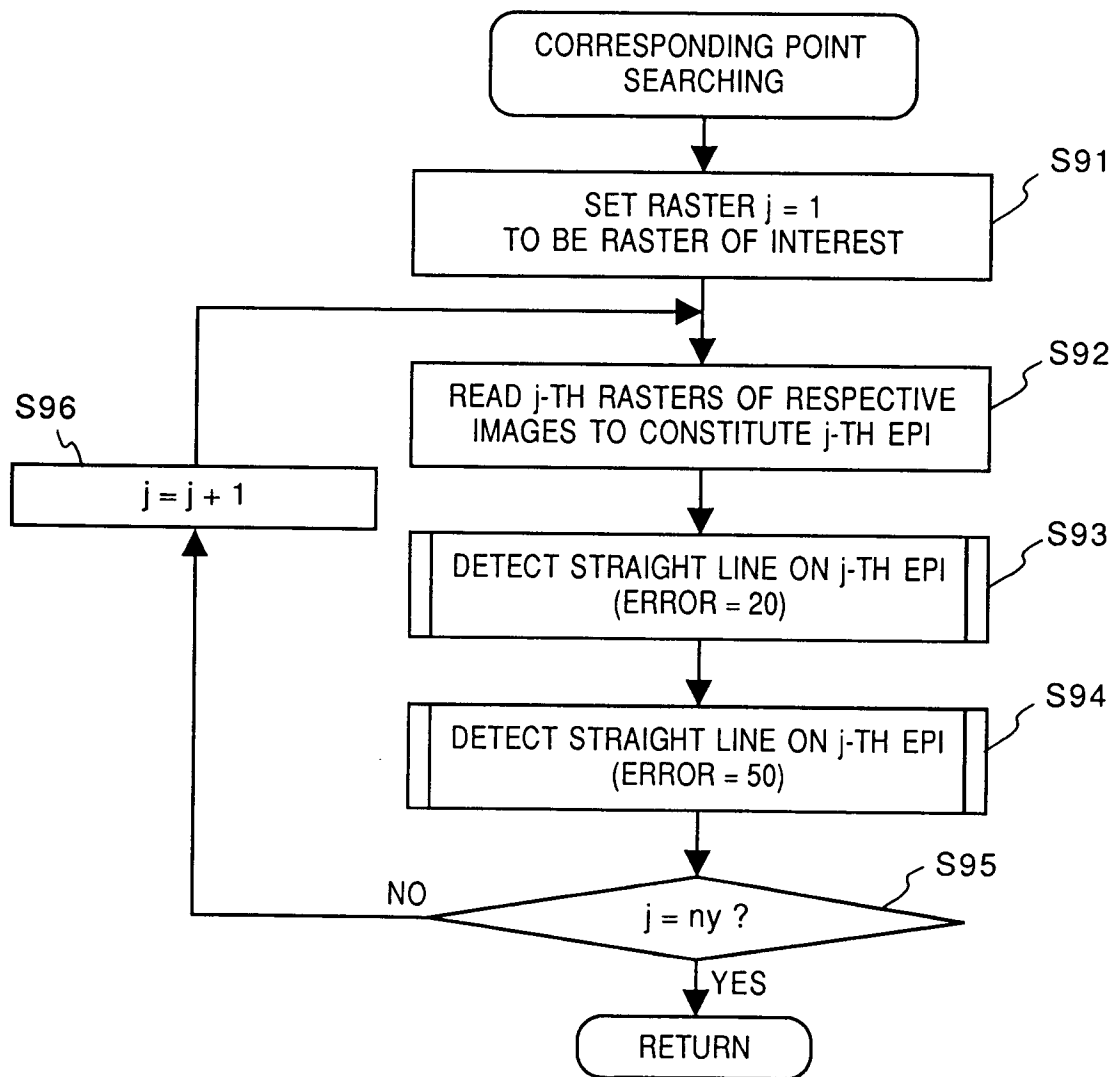 CORRESPONDING POINT
SEARCHING
S91
SET RASTER j = 1
TO BE RASTER OF INTEREST
S92
READ j-TH RASTERS OF RESPECTIVE
IMAGES TO CONSTITUTE j-TH EPI
S96
j = j + 1
S93
DETECT STRAIGHT LINE ON j-TH EPI
(ERROR = 20)
S94
DETECT STRAIGHT LINE ON j-TH EPI
(ERROR = 50)
S95
NO
j = ny ?
YES
RETURN